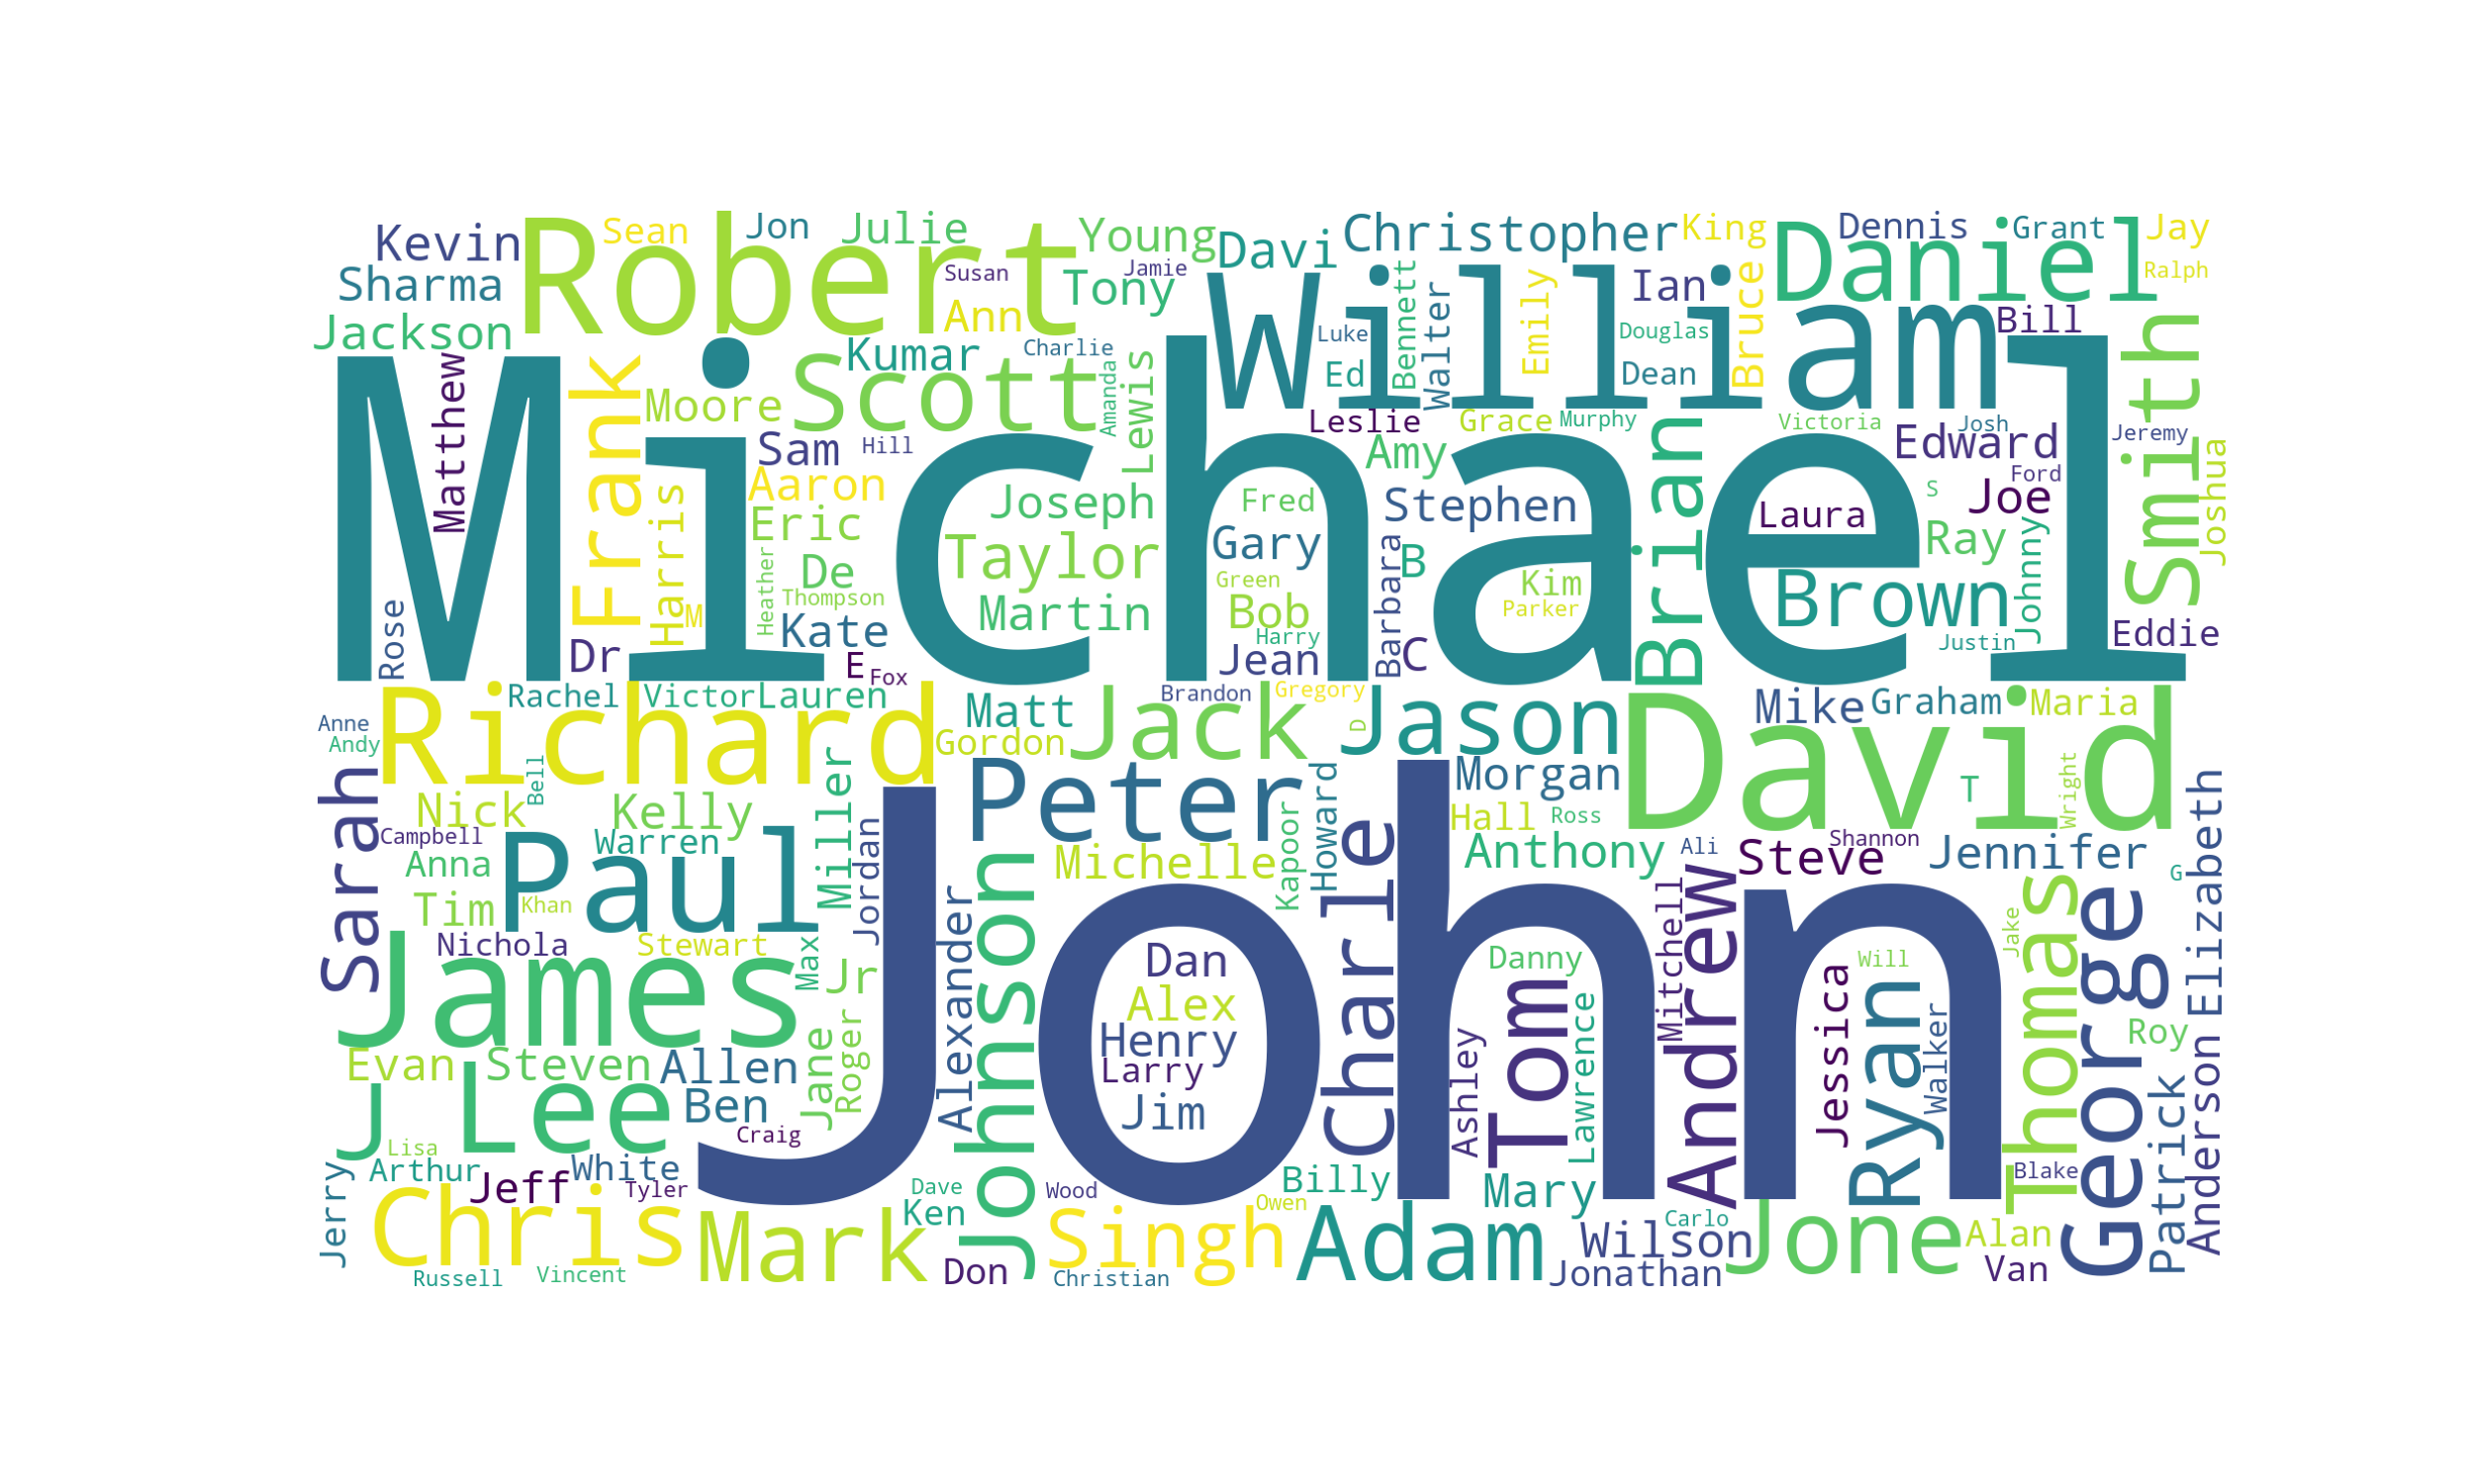 Kevin
Robert
Sean
Jon
Julie
Young
Davi
Christopher
King
Daniel
Dennis
Grant
Jay
Sharma
Susan
Jamie
Tony
William
Ian
Bruce
Ralph
Jackson
Ann
Emily
Bill
Smith
Kumar
Charlie
Luke
Bennett
Walter
Douglas
Michael
Matthew
Frank
Moore
Scott
Amanda
Lewis
Ed
Dean
Leslie
Grace
Murphy
Victoria
Josh
Jeremy
Sam
Hill
Amy
Brian
Edward
Joshua
Aaron
Harris
Joseph
Fred
Stephen
Laura
S
Ford
Joe
Eric
Taylor
Gary
B
Ray
Johnny
Heather
De
Green
Kim
Brown
Thompson
Martin
Bob
Barbara
Parker
Rose
M
Kate
Harry
Justin
Eddie
Dr
E
Fox
Jean
C
Richard
Rachel
Victor
Lauren
Matt
Jack
Brandon
Gregory
Jason
David
Mike
Graham
Maria
Anne
Andy
Gordon
D
Sarah
Bell
Miller
Peter
Morgan
T
Wright
Elizabeth
Nick
Kelly
John
Howard
Hall
Ross
Campbell
Paul
Warren
Jordan
Johnson
Michelle
Kapoor
Charle
Anthony
Ali
Steve
Shannon
Jennifer
Anna
G
Tim
Khan
Alexander
Andrew
Mitchell
Thomas
George
Nichola
Stewart
Max
Dan
Danny
Will
Jake
James
Jr
Alex
Tom
Jessica
Ryan
Roy
Evan
Steven
Allen
Jane
Roger
Henry
Larry
Ashley
Lawrence
Walker
Patrick
Anderson
J
Lee
Ben
Jim
Lisa
Craig
Arthur
White
Jerry
Jeff
Tyler
Dave
Wood
Billy
Mary
Blake
Chris
Mark
Ken
Singh
Owen
Adam
Wilson
Carlo
Jone
Alan
Russell
Vincent
Don
Christian
Jonathan
Van